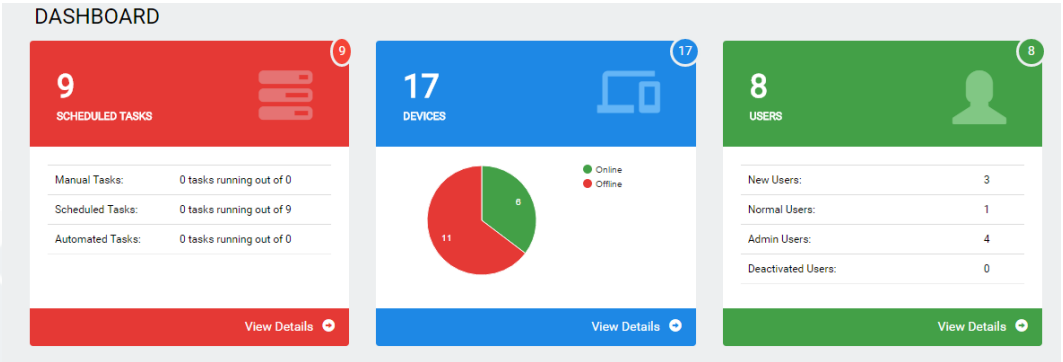 DASHBOARD
9
9
SCHEDULED TASKS
Manual Tasks: 0 tasks running out of 0
Scheduled Tasks: 0 tasks running out of 9
Automated Tasks: 0 tasks running out of 0
View Details
17
17
DEVICES
Online
Offline
6
11
View Details
8
8
USERS
New Users: 3
Normal Users: 1
Admin Users: 4
Deactivated Users: 0
View Details